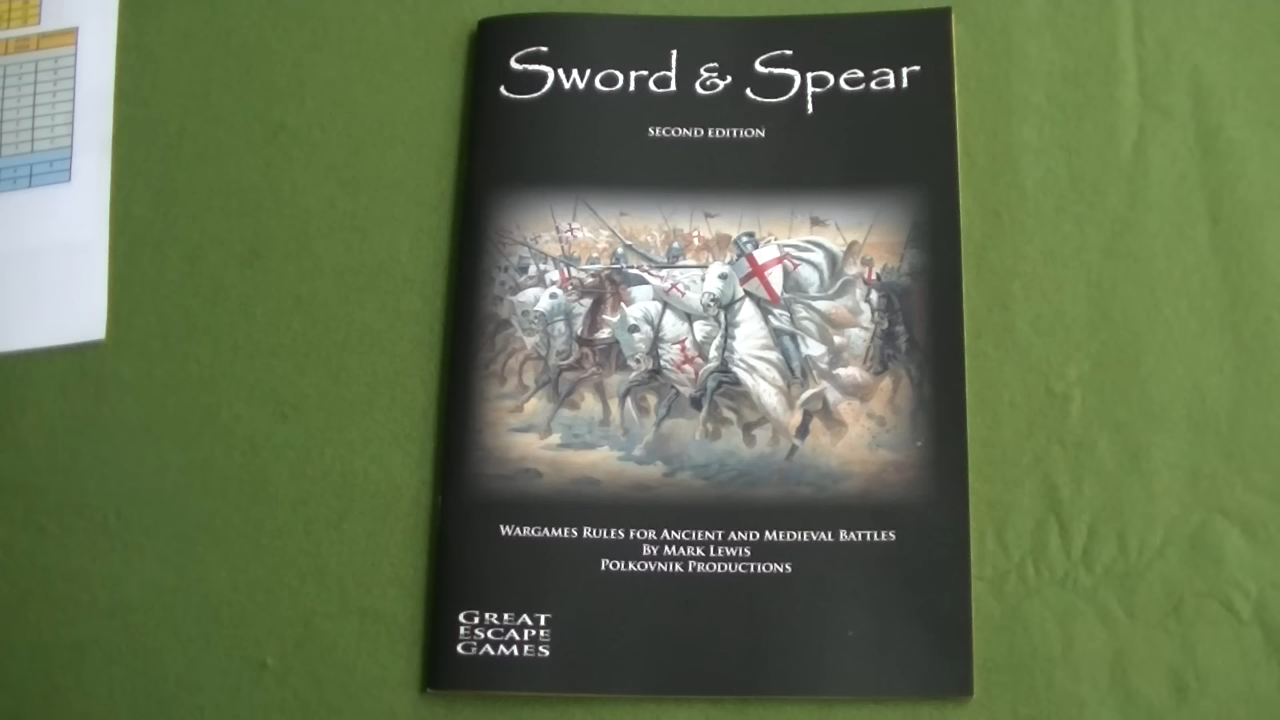 Sword & Spear
SECOND EDITION
WARGAMES RULES FOR ANCIENT AND MEDIEVAL BATTLES
BY MARK LEWIS
POLKOVNIK PRODUCTIONS
GREAT
ESCAPE
GAMES